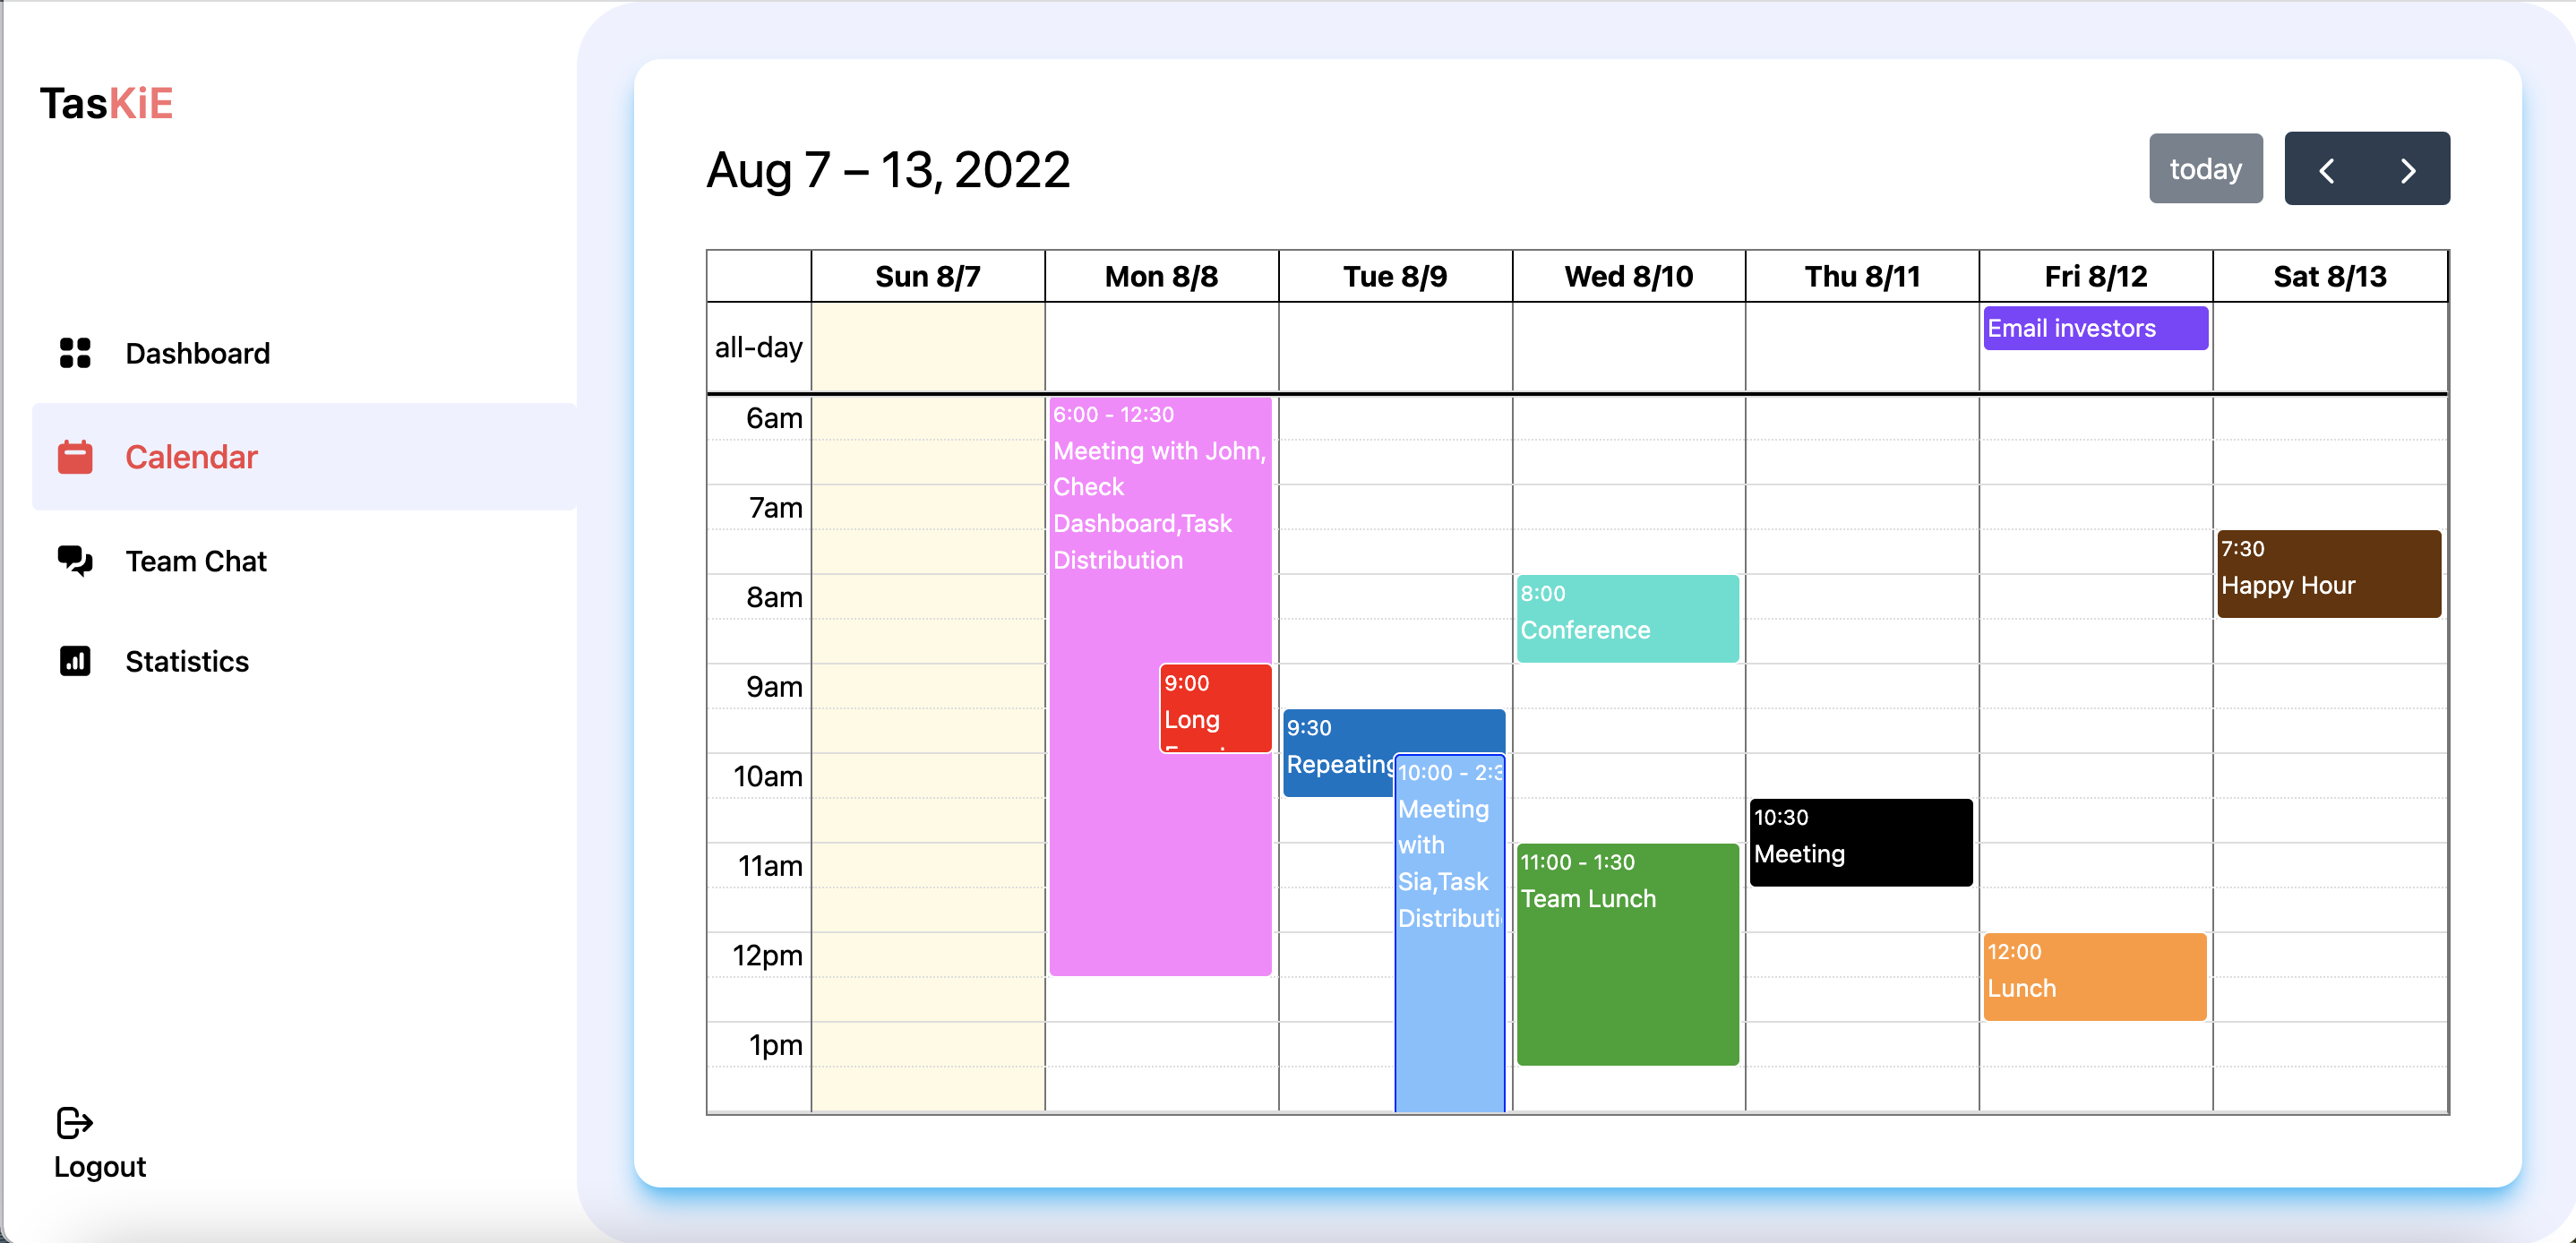 TasKiE
Dashboard
Calendar
Team Chat
Statistics
Logout
Aug 7 – 13, 2022
today
Sun 8/7
Mon 8/8
Tue 8/9
Wed 8/10
Thu 8/11
Fri 8/12
Sat 8/13
all-day
Email investors
6am
7am
8am
9am
10am
11am
12pm
1pm
6:00 - 12:30
Meeting with John,
Check
Dashboard,Task
Distribution
9:00
Long
9:30
Repeating
10:00 - 2:3
Meeting
with
Sia,Task
Distributi
8:00
Conference
11:00 - 1:30
Team Lunch
10:30
Meeting
12:00
Lunch
7:30
Happy Hour